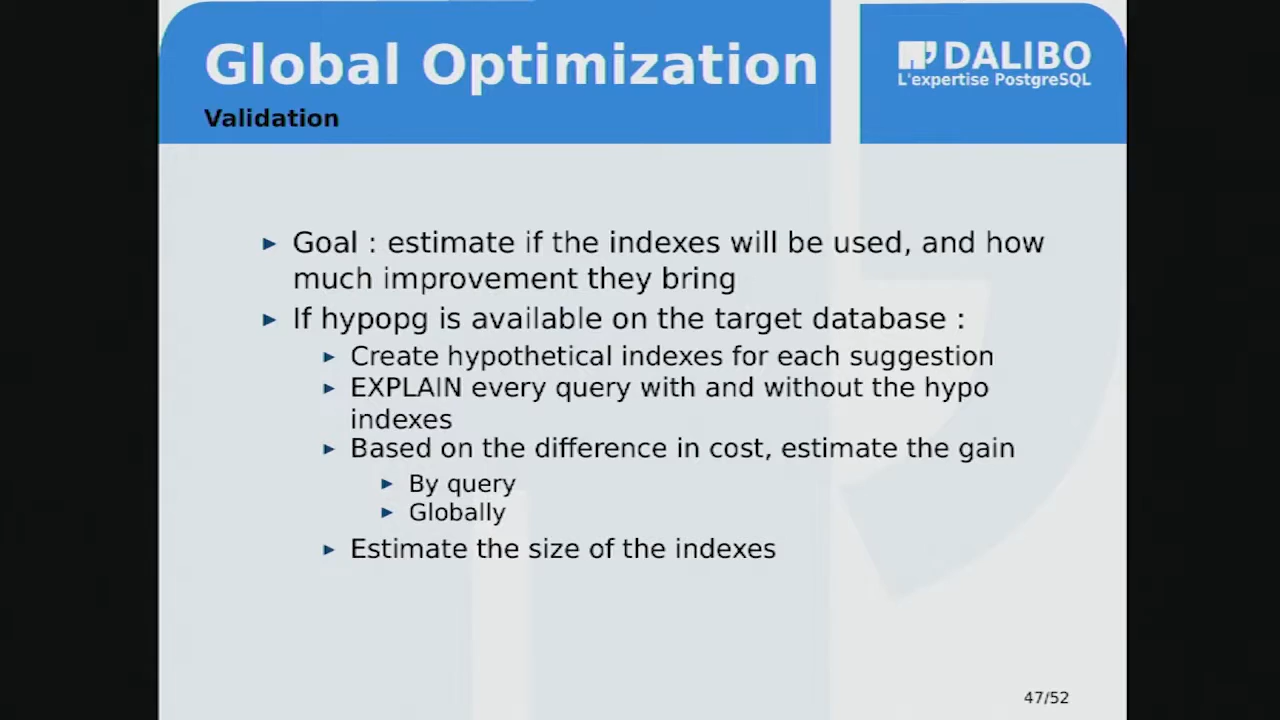 Global Optimization
Validation
DALIBO
L'expertise PostgreSQL
► Goal : estimate if the indexes will be used, and how
much improvement they bring
► If hypopg is available on the target database :
► Create hypothetical indexes for each suggestion
► EXPLAIN every query with and without the hypo
indexes
► Based on the difference in cost, estimate the gain
► By query
► Globally
► Estimate the size of the indexes
47/52